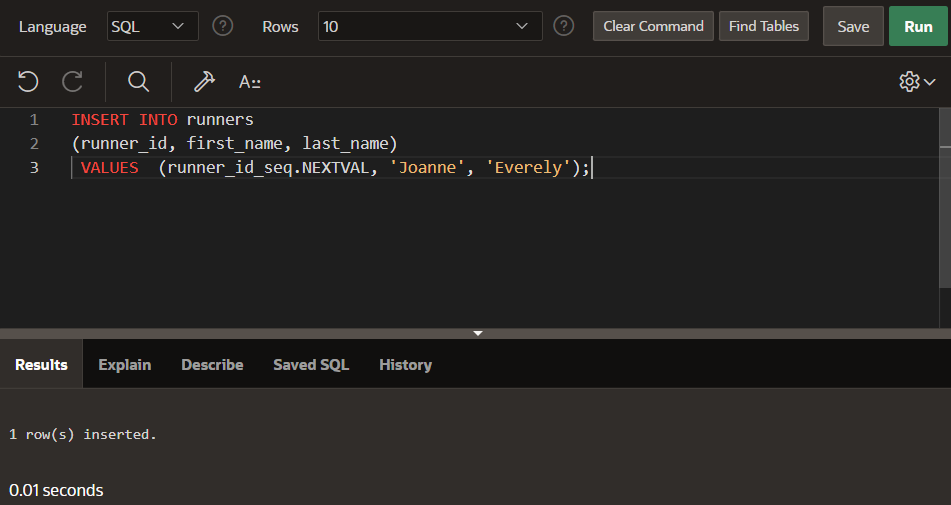 Language SQL ? Rows 10 ? Clear Command Find Tables Save Run
A::
1 INSERT INTO runners
2 (runner_id, first_name, last_name)
3 VALUES (runner_id_seq.NEXTVAL, 'Joanne', 'Everely');
Results Explain Describe Saved SQL History
1 row(s) inserted.
0.01 seconds